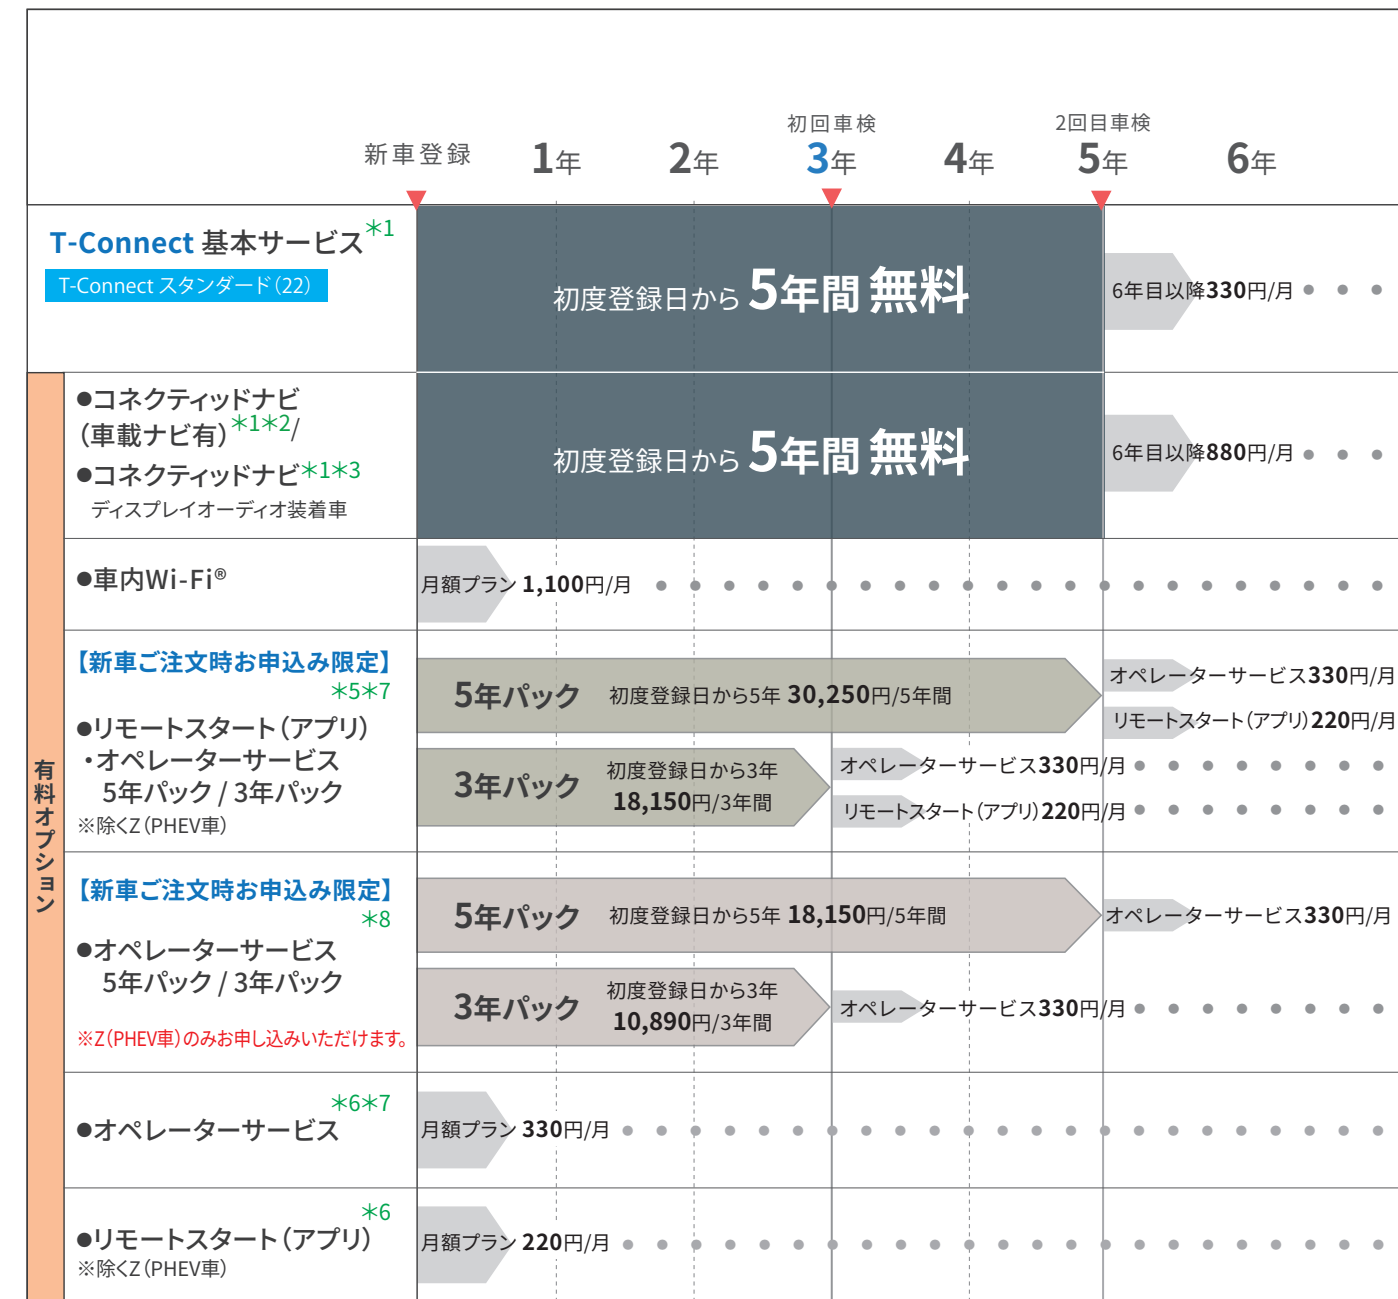 初回車検
2回目車検
新車登録 1年 2年 3年 4年 5年 6年
T-Connect 基本サービス＊1
T-Connect スタンダード（22）
初度登録日から 5年間 無料
6年目以降330円/月
有料オプション
●コネクティッドナビ
（車載ナビ有）＊1＊2/
●コネクティッドナビ＊1＊3
ディスプレイオーディオ装着車
初度登録日から 5年間 無料
6年目以降880円/月
●車内Wi-Fi®
月額プラン 1,100円/月
【新車ご注文時お申込み限定】
＊5＊7
●リモートスタート（アプリ）
・オペレーターサービス
5年パック / 3年パック
※除くZ（PHEV車）
5年パック 初度登録日から5年 30,250円/5年間
オペレーターサービス330円/月
リモートスタート（アプリ）220円/月
3年パック 初度登録日から3年
18,150円/3年間
オペレーターサービス330円/月
リモートスタート（アプリ）220円/月
【新車ご注文時お申込み限定】
＊8
●オペレーターサービス
5年パック / 3年パック
※Z（PHEV車）のみお申し込みいただけます。
5年パック 初度登録日から5年 18,150円/5年間
オペレーターサービス330円/月
3年パック 初度登録日から3年
10,890円/3年間
オペレーターサービス330円/月
＊6＊7
●オペレーターサービス
月額プラン 330円/月
＊6
●リモートスタート（アプリ）
※除くZ（PHEV車）
月額プラン 220円/月